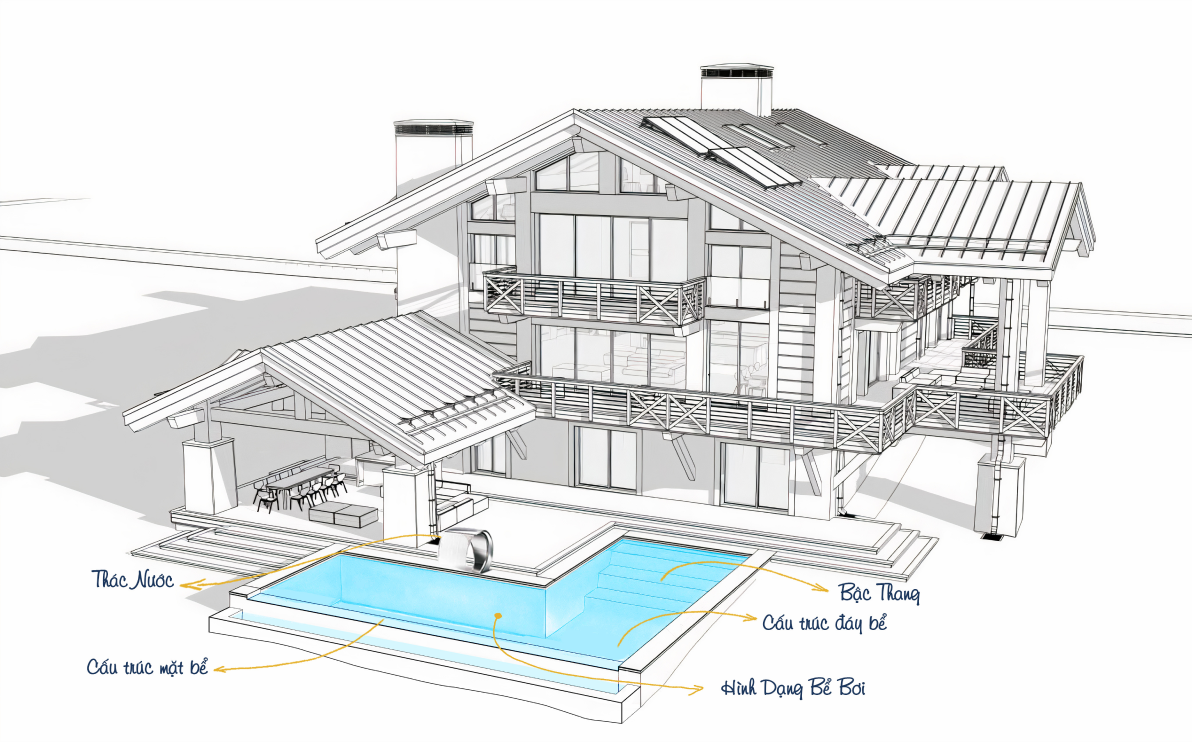 Thác Nước
Bậc Thang
Cấu trúc đáy bể
Cấu trúc mặt bể
Hình Dạng Bể Bơi